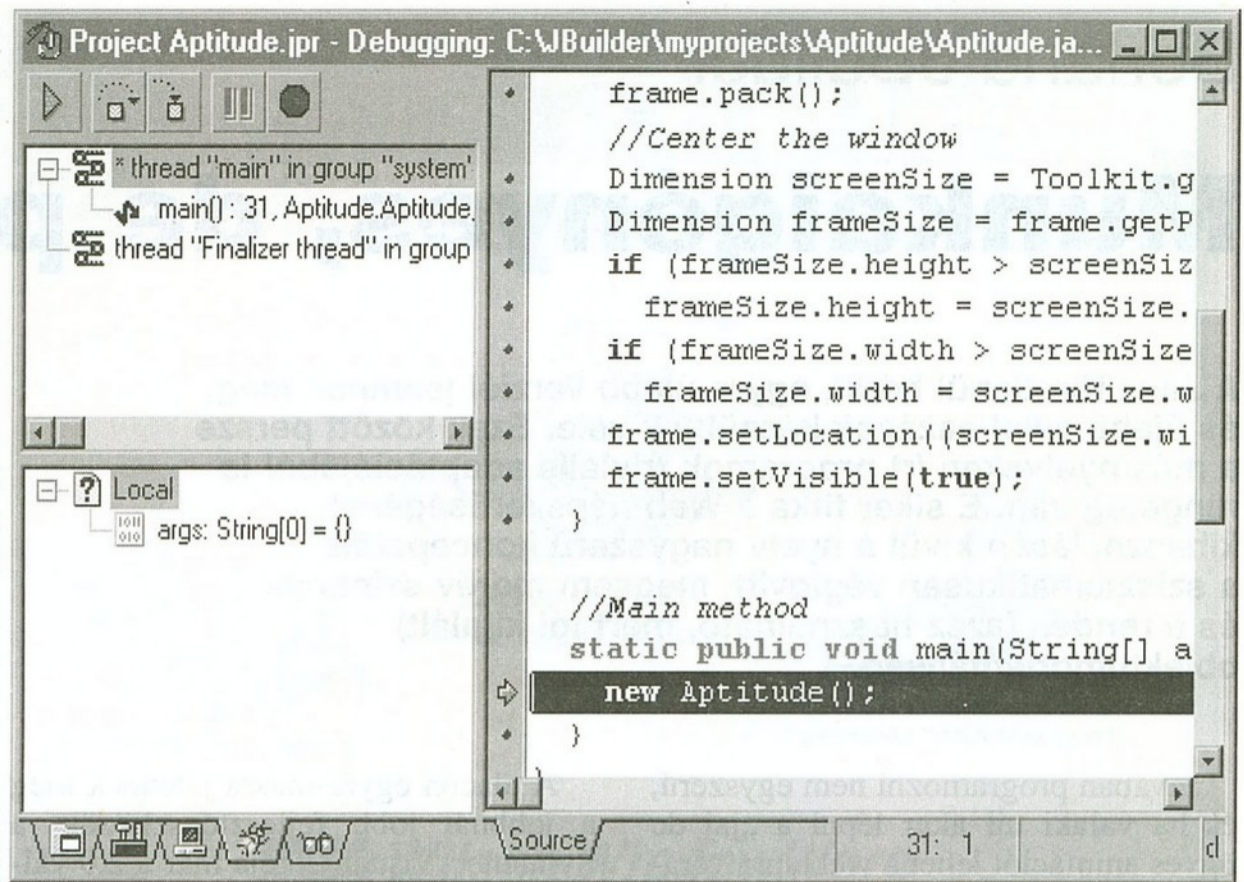 Project Aptitude.jpr - Debugging: C:\JBuilder\myprojects\Aptitude\Aptitude.ja...
* thread "main" in group "system"
main() : 31, Aptitude.Aptitude.
thread "Finalizer thread" in group
Local
args: String[0] = {}
frame.pack();
//Center the window
Dimension screenSize = Toolkit.g
Dimension frameSize = frame.getP
if (frameSize.height > screenSiz
frameSize.height = screenSize.
if (frameSize.width > screenSize
frameSize.width = screenSize.w
frame.setLocation((screenSize.wi
frame.setVisible(true);
}
//Main method
static public void main(String[] a
new Aptitude();
}
}
Source
31: 1